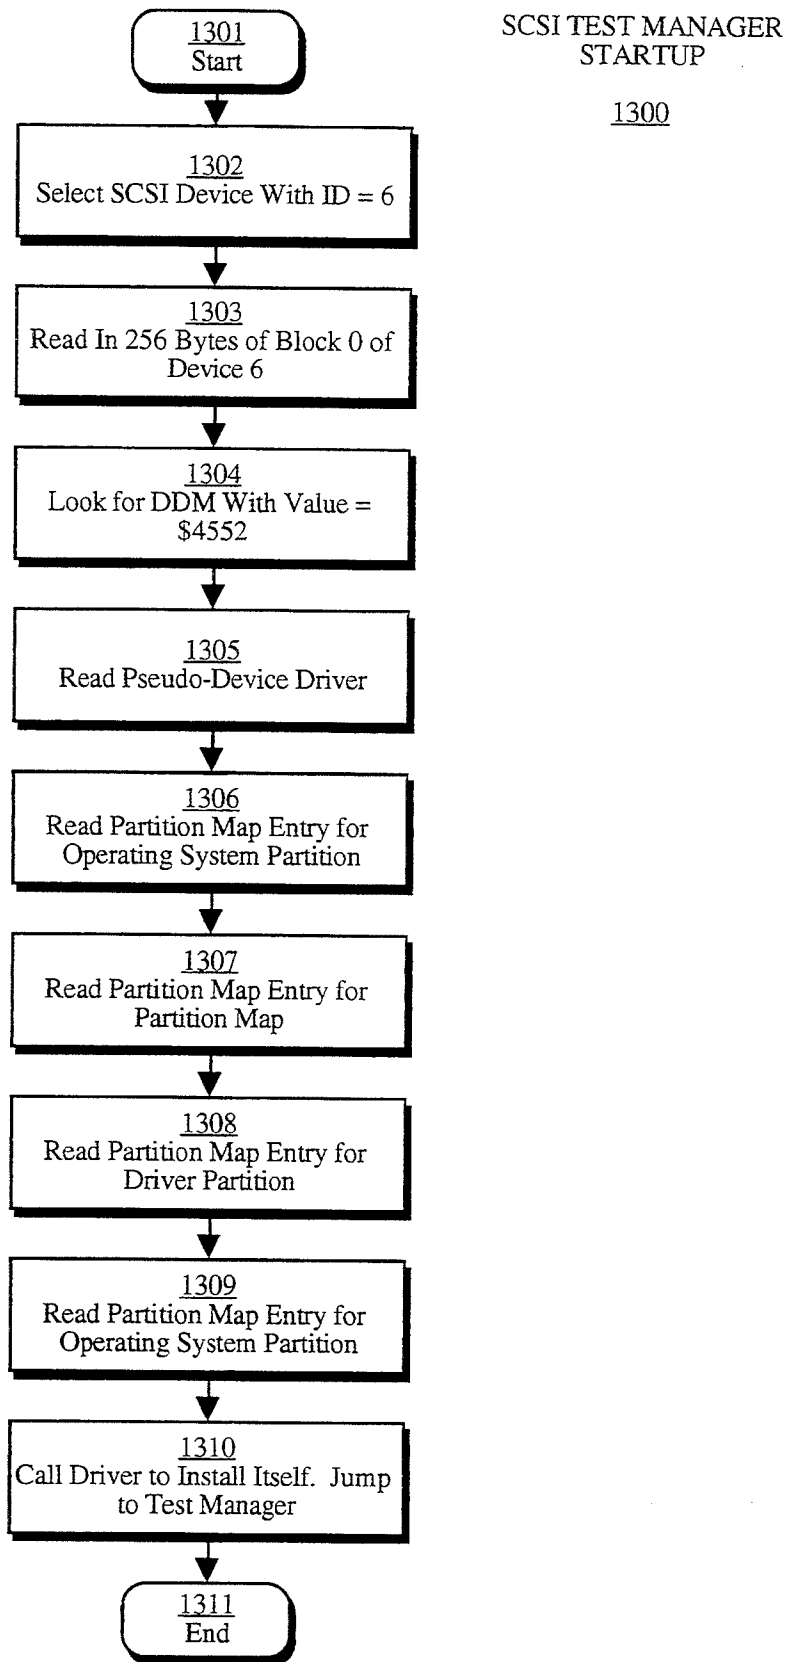 SCSI TEST MANAGER
STARTUP
1300
1301
Start
1302
Select SCSI Device With ID = 6
1303
Read In 256 Bytes of Block 0 of
Device 6
1304
Look for DDM With Value =
$4552
1305
Read Pseudo-Device Driver
1306
Read Partition Map Entry for
Operating System Partition
1307
Read Partition Map Entry for
Partition Map
1308
Read Partition Map Entry for
Driver Partition
1309
Read Partition Map Entry for
Operating System Partition
1310
Call Driver to Install Itself.  Jump
to Test Manager
1311
End